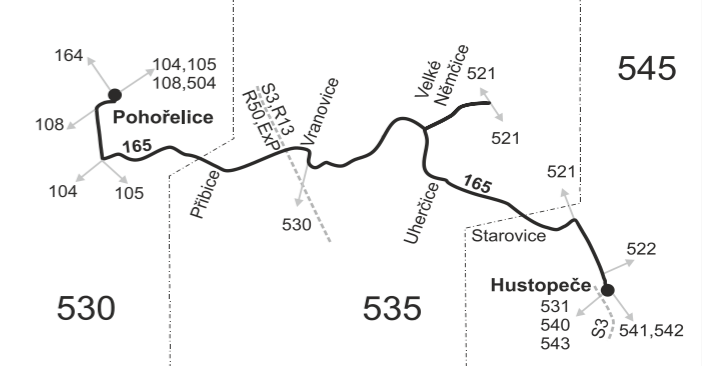 164
104,105
108,504
545
Velké
Němčice
521
S3,R13
R50,ExP
Vranovice
108
Pohořelice
165
521
104
105
Přibice
530
Uherčice
165
521
Starovice
522
530
535
Hustopeče
531
540
543
S3
541,542